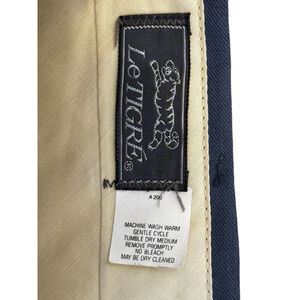 Le TIGRE
®
A 200
MACHINE WASH WARM
GENTLE CYCLE
TUMBLE DRY MEDIUM
REMOVE PROMPTLY
NO BLEACH
MAY BE DRY CLEANED